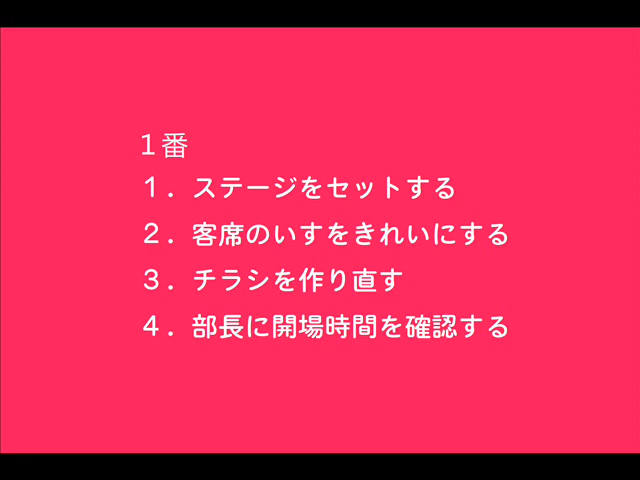 １番
１．ステージをセットする
２．客席のいすをきれいにする
３．チラシを作り直す
４．部長に開場時間を確認する